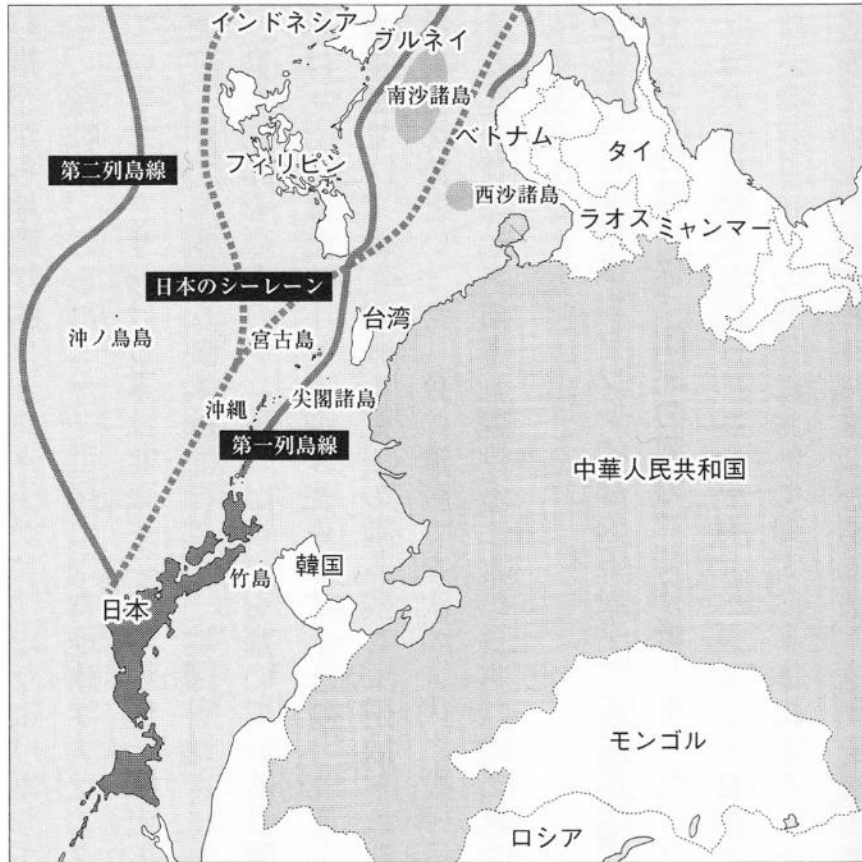 インドネシア
ブルネイ
南沙諸島
ベトナム
タイ
第二列島線
フィリピン
西沙諸島
ラオス
ミャンマー
日本のシーレーン
沖ノ鳥島
宮古島
台湾
沖縄
尖閣諸島
第一列島線
中華人民共和国
竹島
韓国
日本
モンゴル
ロシア